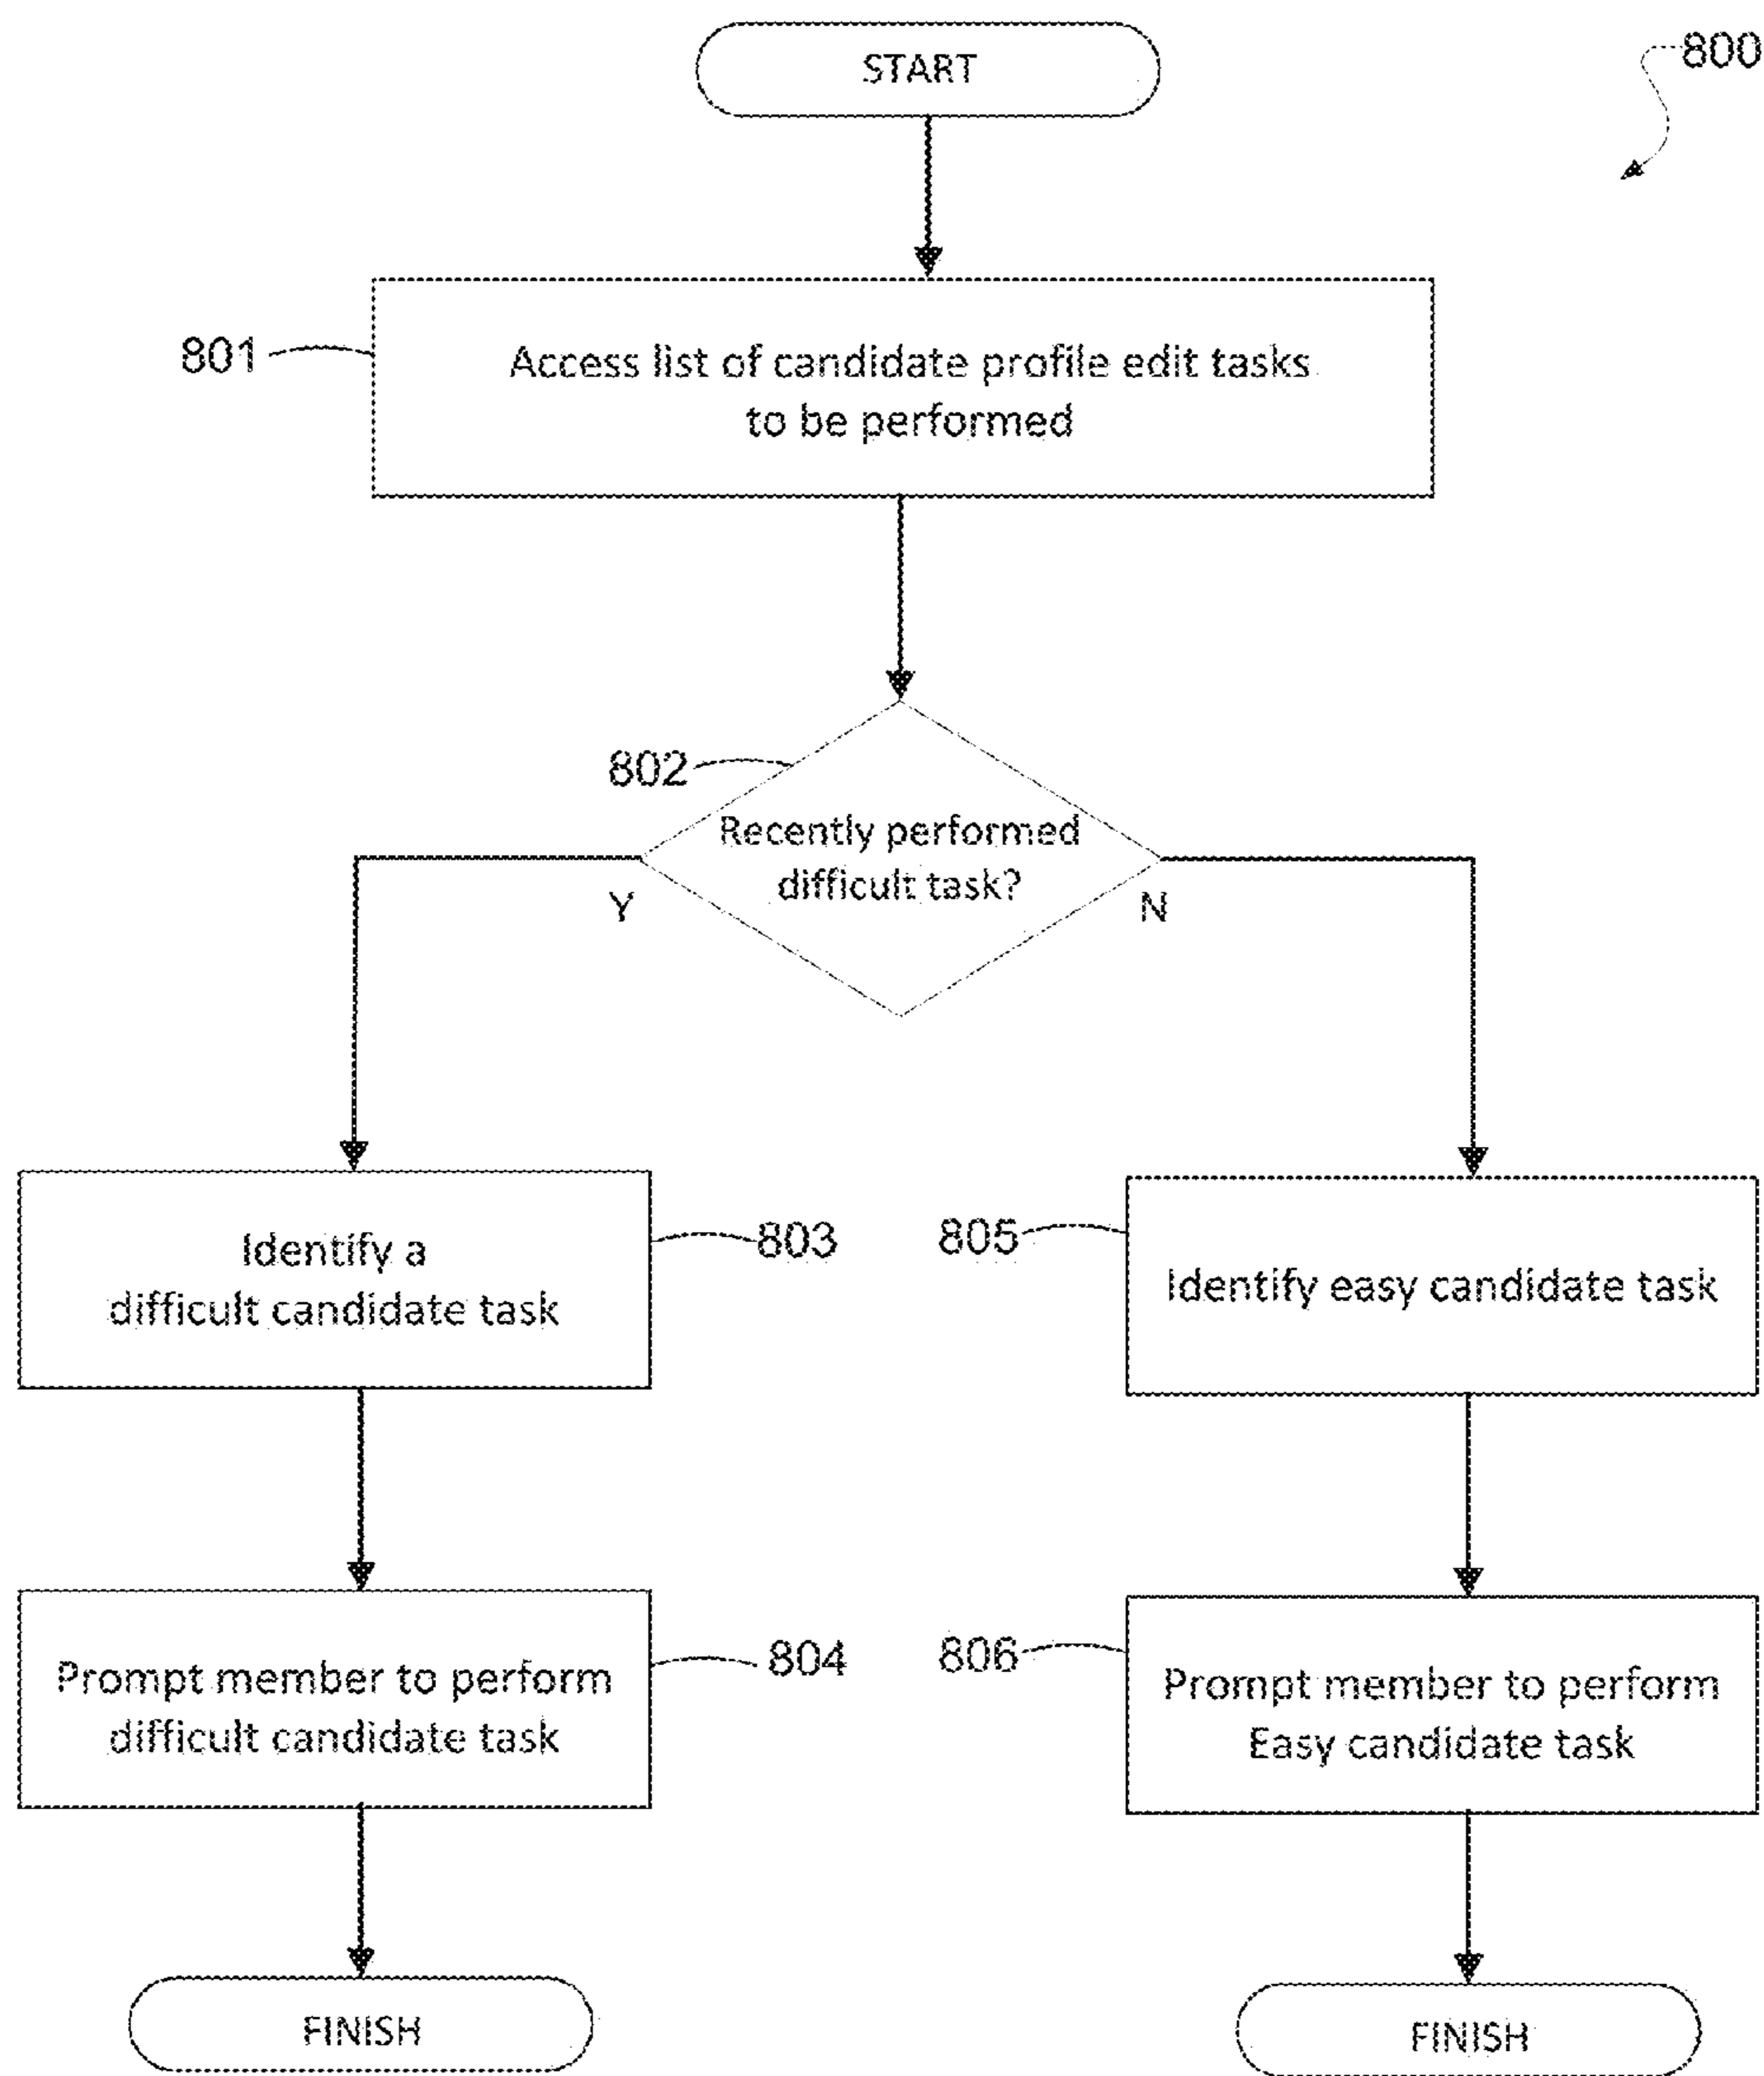 START
800
801
Access list of candidate profile edit tasks
to be performed
802
Recently performed
difficult task?
Y
N
Identify a
difficult candidate task
803
805
Identify easy candidate task
Prompt member to perform
difficult candidate task
804
806
Prompt member to perform
Easy candidate task
FINISH
FINISH